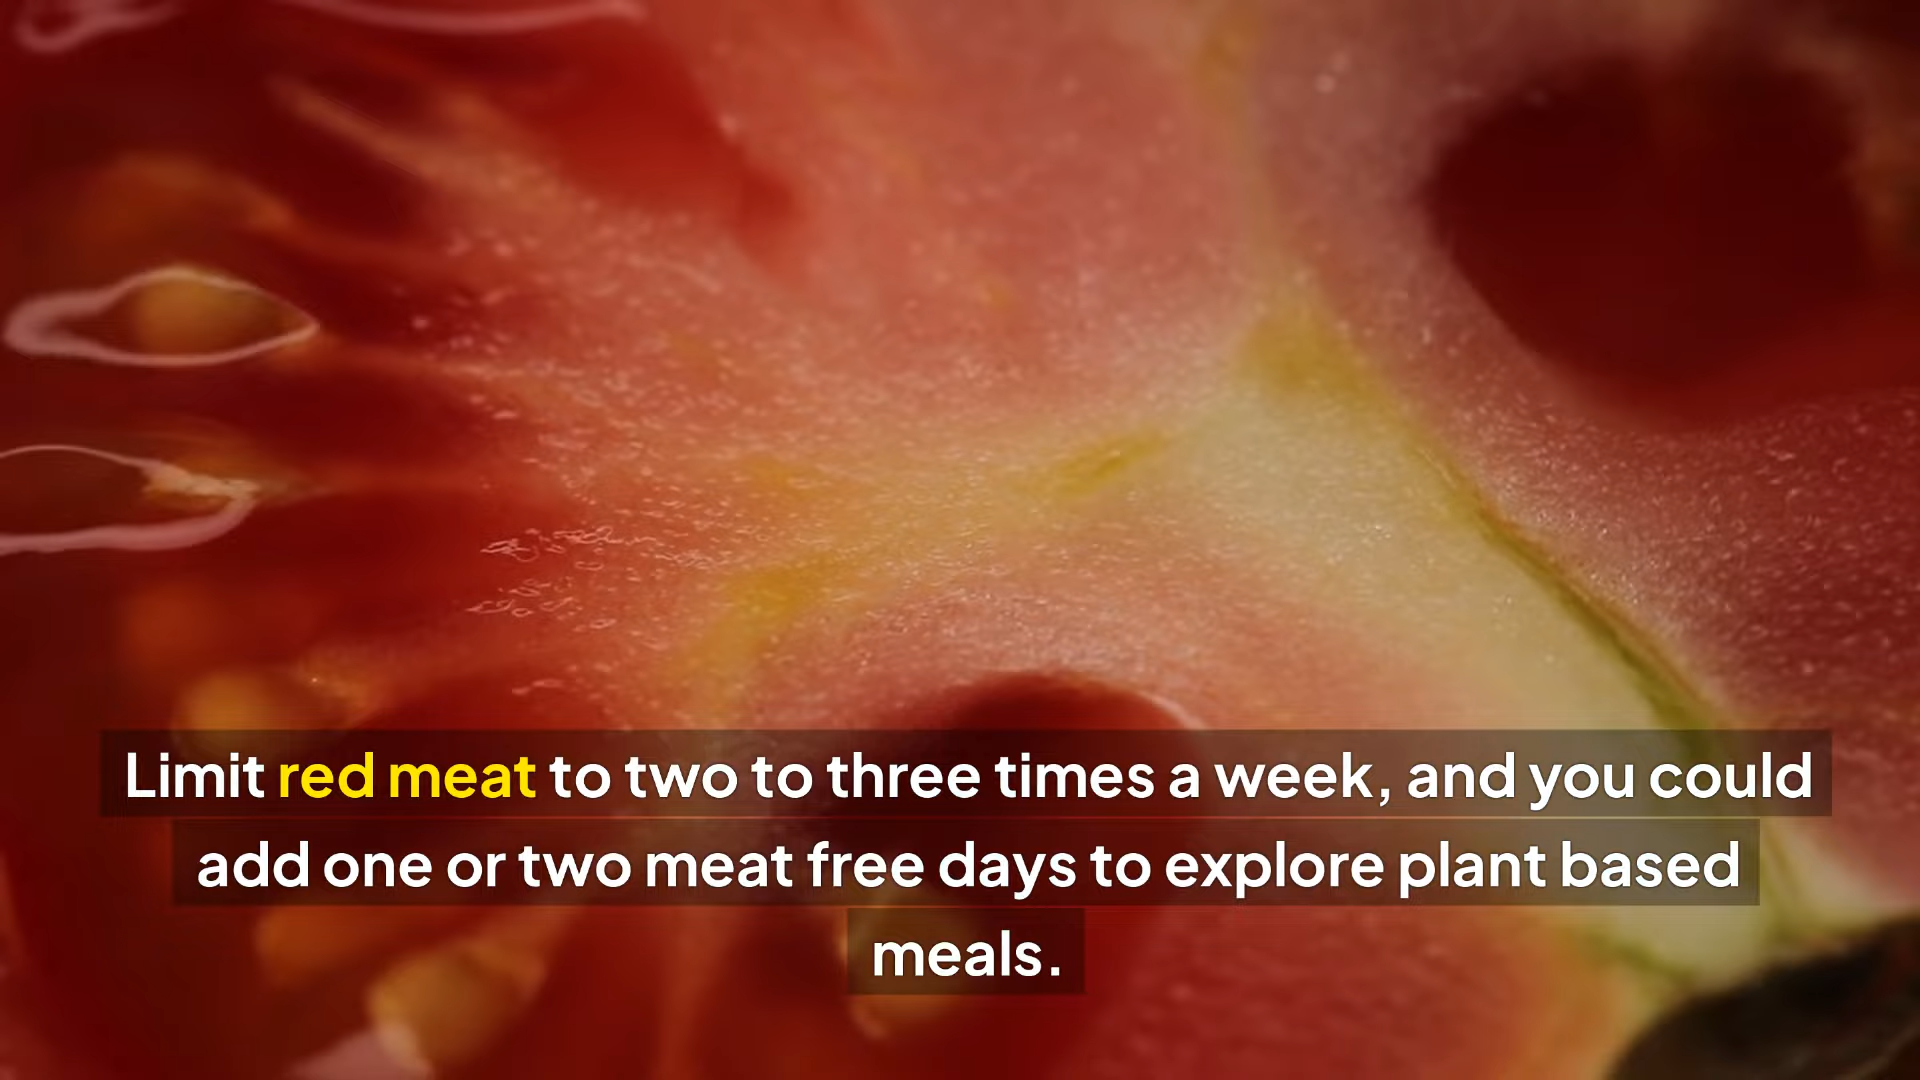 Limit red meat to two to three times a week, and you could
add one or two meat free days to explore plant based
meals.